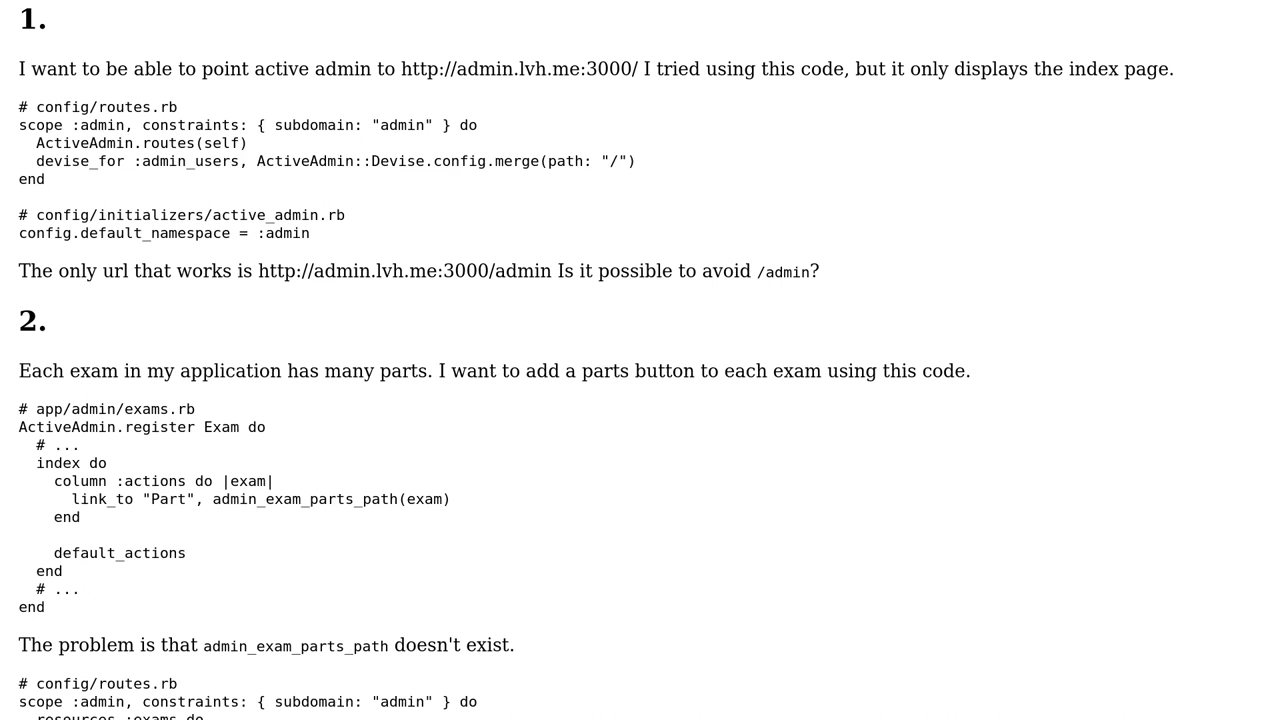 1.
I want to be able to point active admin to http://admin.lvh.me:3000/ I tried using this code, but it only displays the index page.
# config/routes.rb
scope :admin, constraints: { subdomain: "admin" } do
  ActiveAdmin.routes(self)
  devise_for :admin_users, ActiveAdmin::Devise.config.merge(path: "/")
end

# config/initializers/active_admin.rb
config.default_namespace = :admin
The only url that works is http://admin.lvh.me:3000/admin Is it possible to avoid /admin?
2.
Each exam in my application has many parts. I want to add a parts button to each exam using this code.
# app/admin/exams.rb
ActiveAdmin.register Exam do
  # ...
  index do
    column :actions do |exam|
      link_to "Part", admin_exam_parts_path(exam)
    end

    default_actions
  end
  # ...
end
The problem is that admin_exam_parts_path doesn't exist.
# config/routes.rb
scope :admin, constraints: { subdomain: "admin" } do
  resources :exams do